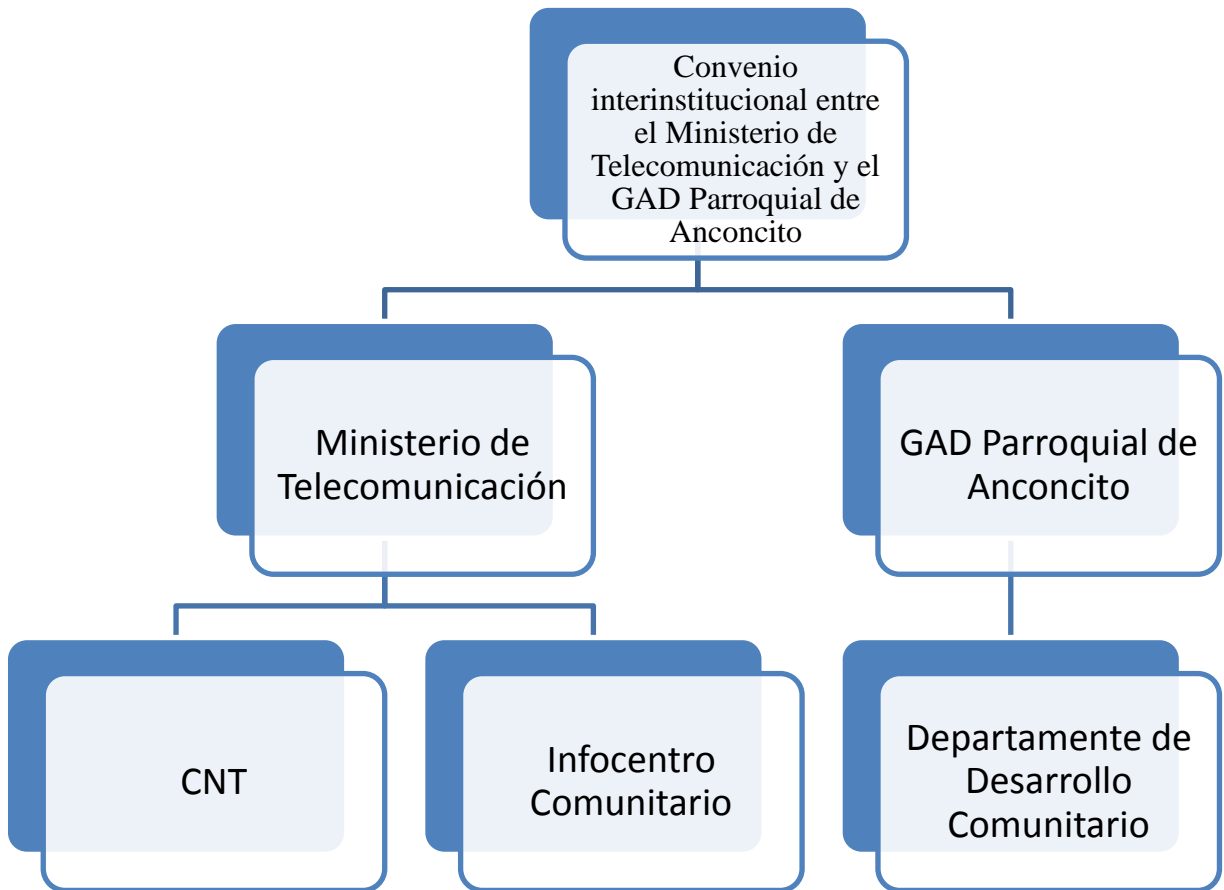 Convenio
interinstitucional entre
el Ministerio de
Telecomunicación y el
GAD Parroquial de
Anconcito
Ministerio de
Telecomunicación
GAD Parroquial de
Anconcito
CNT
Infocentro
Comunitario
Departamente de
Desarrollo
Comunitario